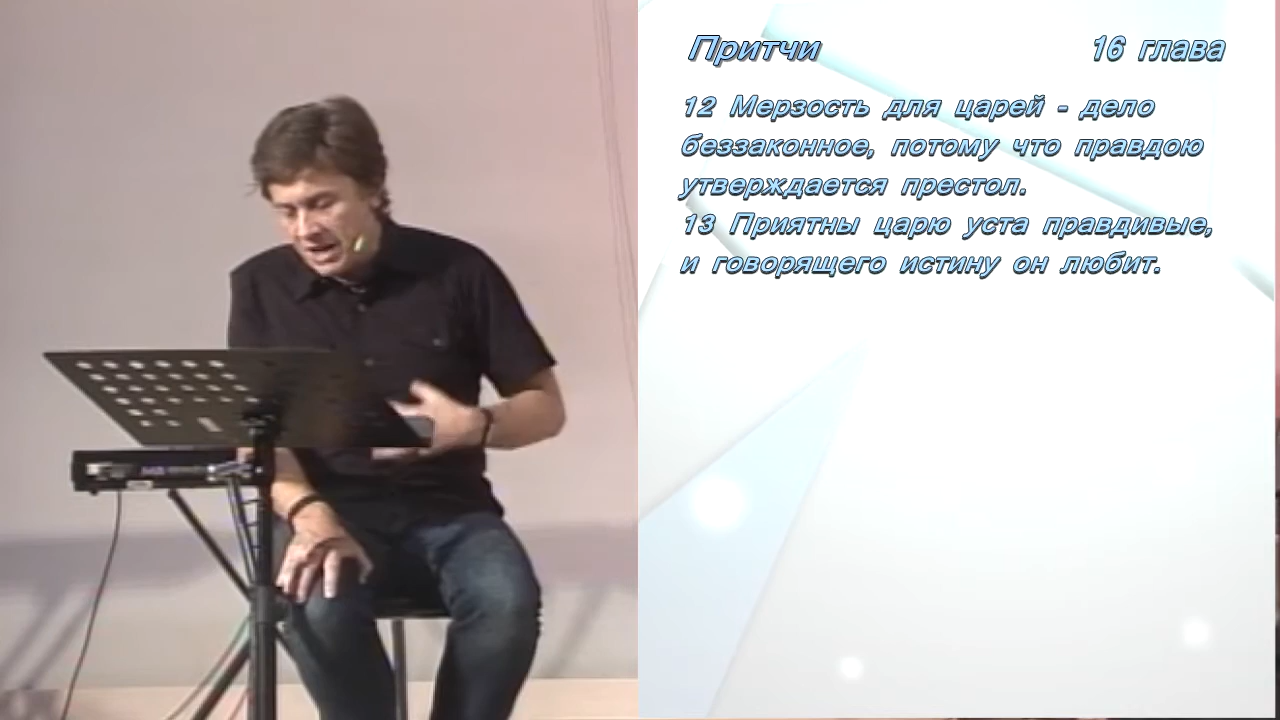 Притчи 16 глава
12 Мерзость для царей - дело
беззаконное, потому что правдою
утверждается престол.
13 Приятны царю уста правдивые,
и говорящего истину он любит.